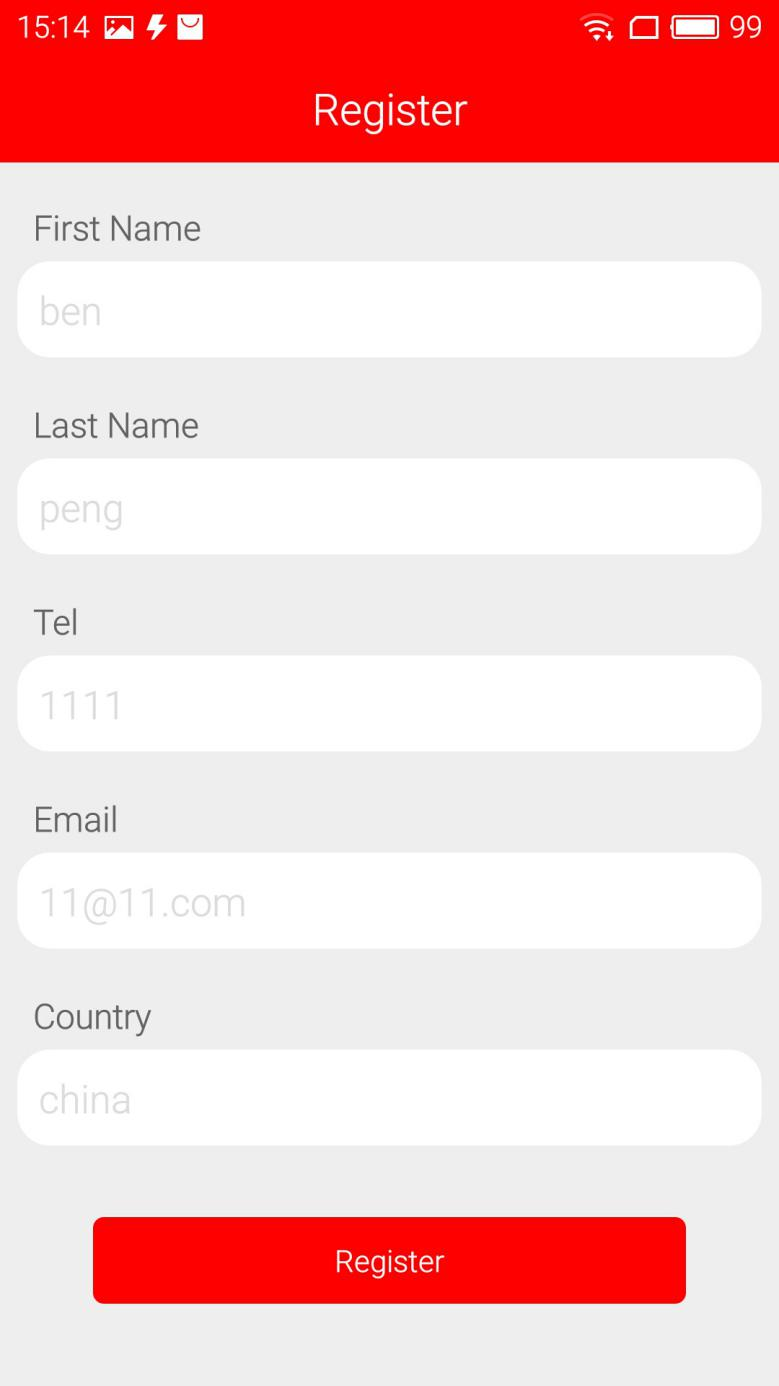 15:14 99
Register
First Name
ben
Last Name
peng
Tel
1111
Email
11@11.com
Country
china
Register